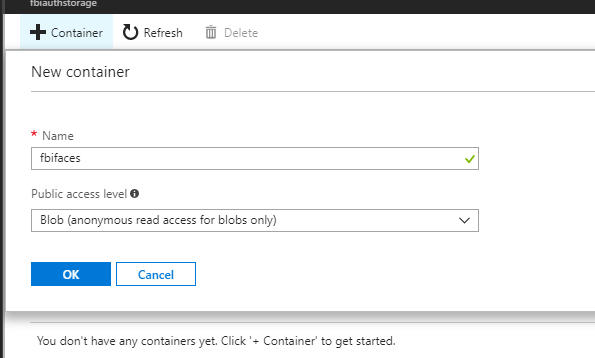 fbiauthstorage
+ Container Refresh Delete
New container
* Name
fbifaces
Public access level
Blob (anonymous read access for blobs only)
OK Cancel
You don't have any containers yet. Click '+ Container' to get started.